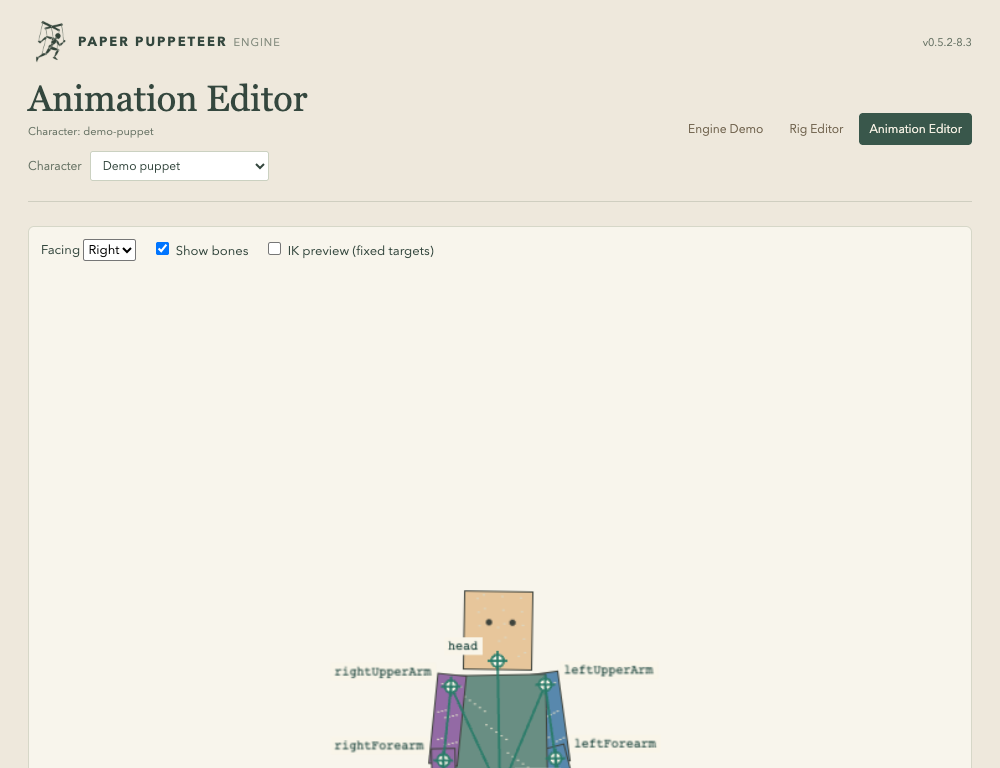 PAPER PUPPETEER ENGINE
v0.5.2-8.3
Animation Editor
Character: demo-puppet
Engine Demo
Rig Editor
Animation Editor
Character
Demo puppet
Facing
Right
Show bones
IK preview (fixed targets)
head
rightUpperArm
leftUpperArm
rightForearm
leftForearm